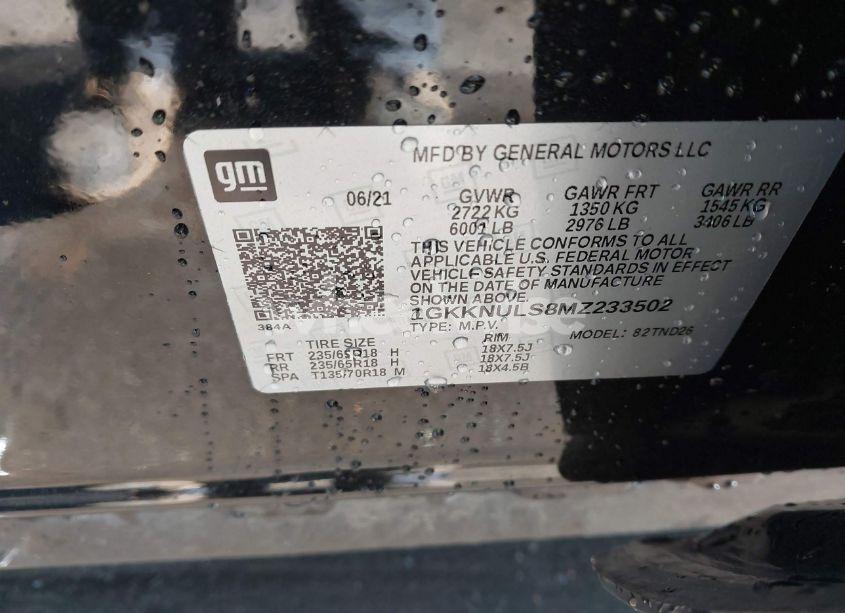 gm
MFD BY GENERAL MOTORS LLC
06/21 GVWR GAWR FRT GAWR RR
2722 KG 1350 KG 1545 KG
6001 LB 2976 LB 3406 LB
THIS VEHICLE CONFORMS TO ALL
APPLICABLE U.S. FEDERAL MOTOR
VEHICLE SAFETY STANDARDS IN EFFECT
ON THE DATE OF MANUFACTURE
SHOWN ABOVE.
384A 1GKKNULS8MZ233502
TYPE: M.P.V. MODEL: 82TND26
TIRE SIZE RIM
FRT 235/65R18 H 18X7.5J
RR 235/65R18 H 18X7.5J
SPA T135/70R18 M 18X4.5B